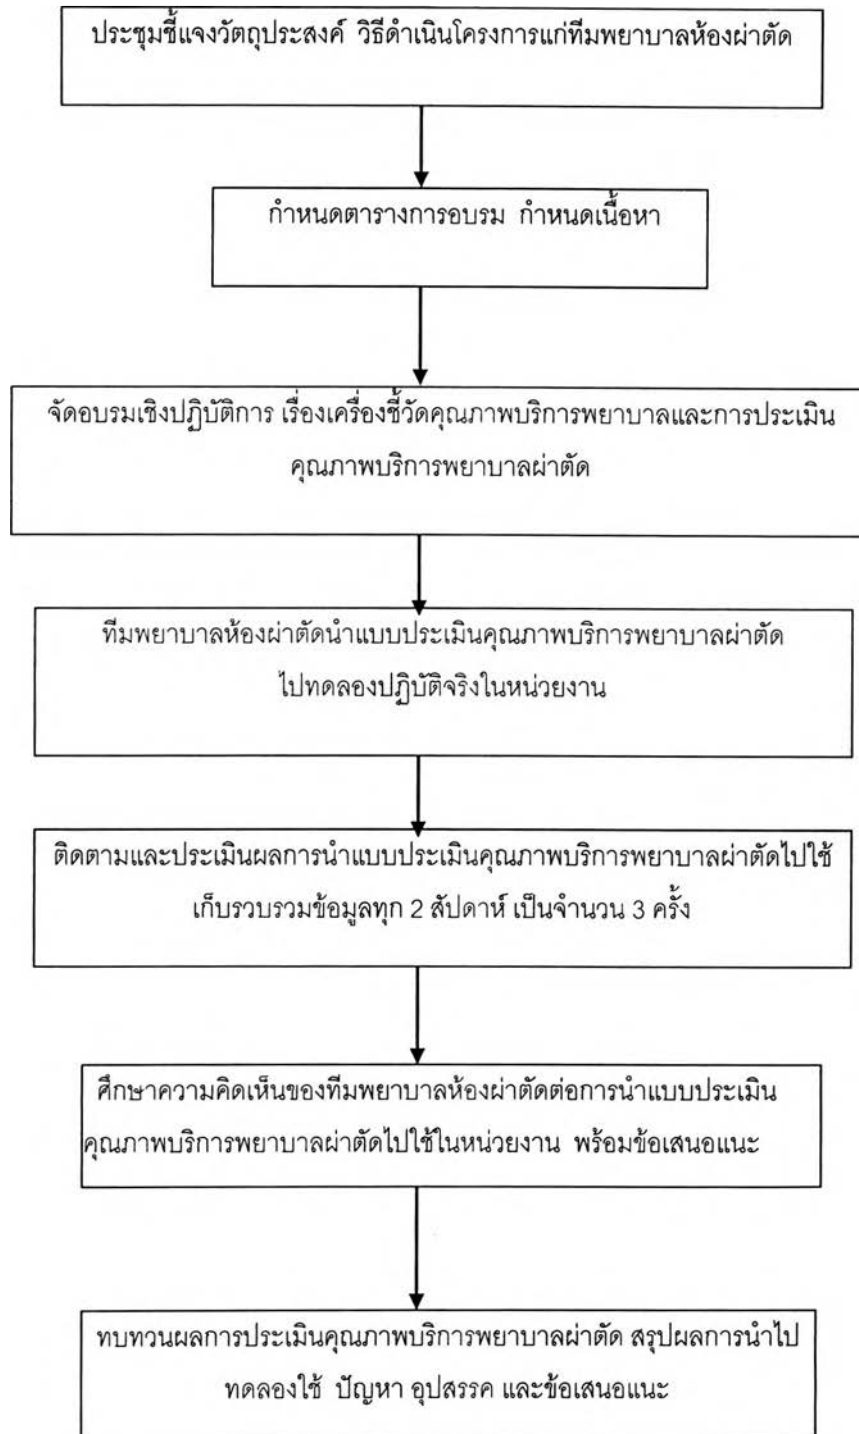 ประชุมชี้แจงวัตถุประสงค์ วิธีดำเนินโครงการแก่ทีมพยาบาลห้องผ่าตัด
กำหนดตารางการอบรม กำหนดเนื้อหา
จัดอบรมเชิงปฏิบัติการ เรื่องเครื่องชี้วัดคุณภาพบริการพยาบาลและการประเมิน
คุณภาพบริการพยาบาลผ่าตัด
ทีมพยาบาลห้องผ่าตัดนำแบบประเมินคุณภาพบริการพยาบาลผ่าตัด
ไปทดลองปฏิบัติจริงในหน่วยงาน
ติดตามและประเมินผลการนำแบบประเมินคุณภาพบริการพยาบาลผ่าตัดไปใช้
เก็บรวบรวมข้อมูลทุก 2 สัปดาห์ เป็นจำนวน 3 ครั้ง
ศึกษาความคิดเห็นของทีมพยาบาลห้องผ่าตัดต่อการนำแบบประเมิน
คุณภาพบริการพยาบาลผ่าตัดไปใช้ในหน่วยงาน พร้อมข้อเสนอแนะ
ทบทวนผลการประเมินคุณภาพบริการพยาบาลผ่าตัด สรุปผลการนำไป
ทดลองใช้ ปัญหา อุปสรรค และข้อเสนอแนะ